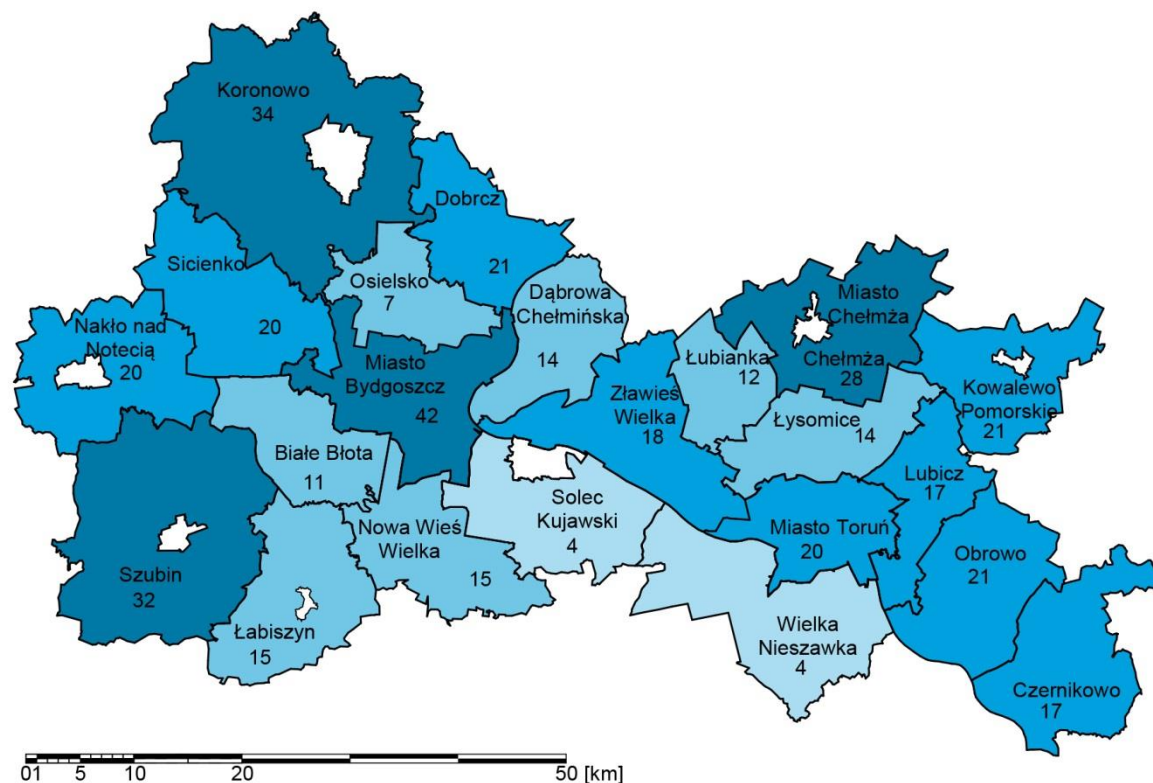 Koronowo
34
Dobrcz
21
Sicienko
20
Osielsko
7
Dąbrowa
Chełmińska
14
Miasto
Chełmża
Chełmża
28
Nakło nad
Notecią
20
Miasto
Bydgoszcz
42
Łubianka
12
Zławieś
Wielka
18
Kowalewo
Pomorskie
21
Łysomice
14
Białe Błota
11
Lubicz
17
Solec
Kujawski
4
Nowa Wieś
Wielka
15
Miasto Toruń
20
Obrowo
21
Szubin
32
Łabiszyn
15
Wielka
Nieszawka
4
Czernikowo
17
01 5 10 20 50 [km]